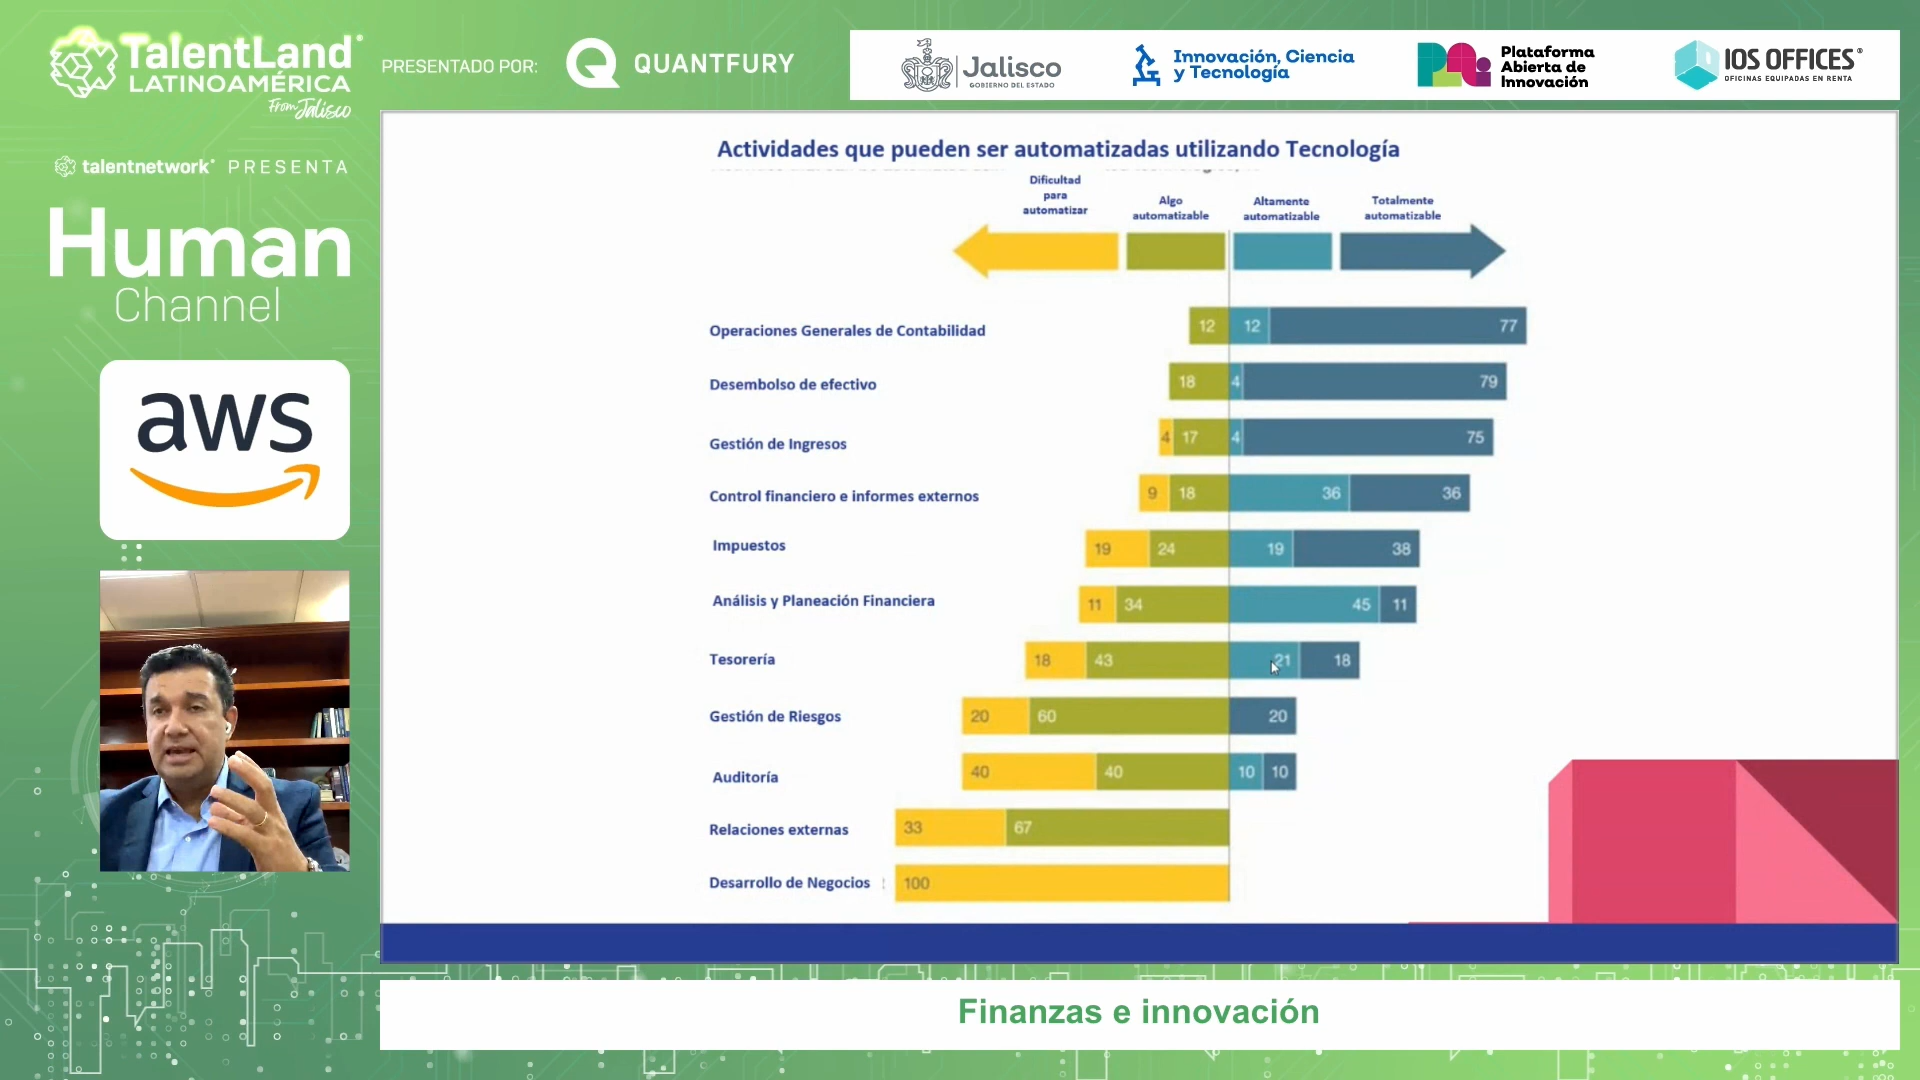 TalentLand
LATINOAMÉRICA
From Jalisco
PRESENTADO POR:
QUANTFURY
Jalisco
GOBIERNO DEL ESTADO
Innovación, Ciencia
y Tecnología
Plataforma
Abierta de
Innovación
IOS OFFICES®
OFICINAS EQUIPADAS EN RENTA
talentnetwork PRESENTA
Human
Channel
aws
Actividades que pueden ser automatizadas utilizando Tecnología
Dificultad
para
automatizar
Algo
automatizable
Altamente
automatizable
Totalmente
automatizable
Operaciones Generales de Contabilidad 12 12 77
Desembolso de efectivo 18 4 79
Gestión de Ingresos 4 17 4 75
Control financiero e informes externos 9 18 36 36
Impuestos 19 24 19 38
Análisis y Planeación Financiera 11 34 45 11
Tesorería 18 43 21 18
Gestión de Riesgos 20 60 20
Auditoría 40 40 10 10
Relaciones externas 33 67
Desarrollo de Negocios 100
Finanzas e innovación